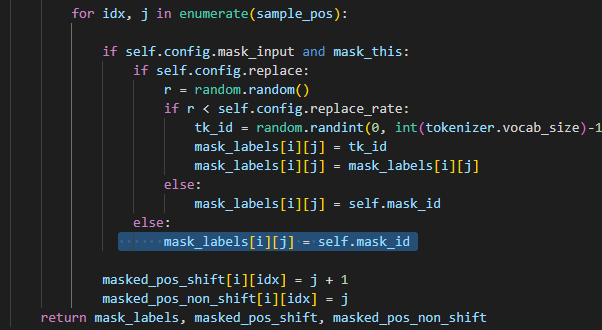 for idx, j in enumerate(sample_pos):
if self.config.mask_input and mask_this:
if self.config.replace:
r = random.random()
if r < self.config.replace_rate:
tk_id = random.randint(0, int(tokenizer.vocab_size)-1
mask_labels[i][j] = tk_id
mask_labels[i][j] = mask_labels[i][j]
else:
mask_labels[i][j] = self.mask_id
else:
mask_labels[i][j] = self.mask_id
masked_pos_shift[i][idx] = j + 1
masked_pos_non_shift[i][idx] = j
return mask_labels, masked_pos_shift, masked_pos_non_shift